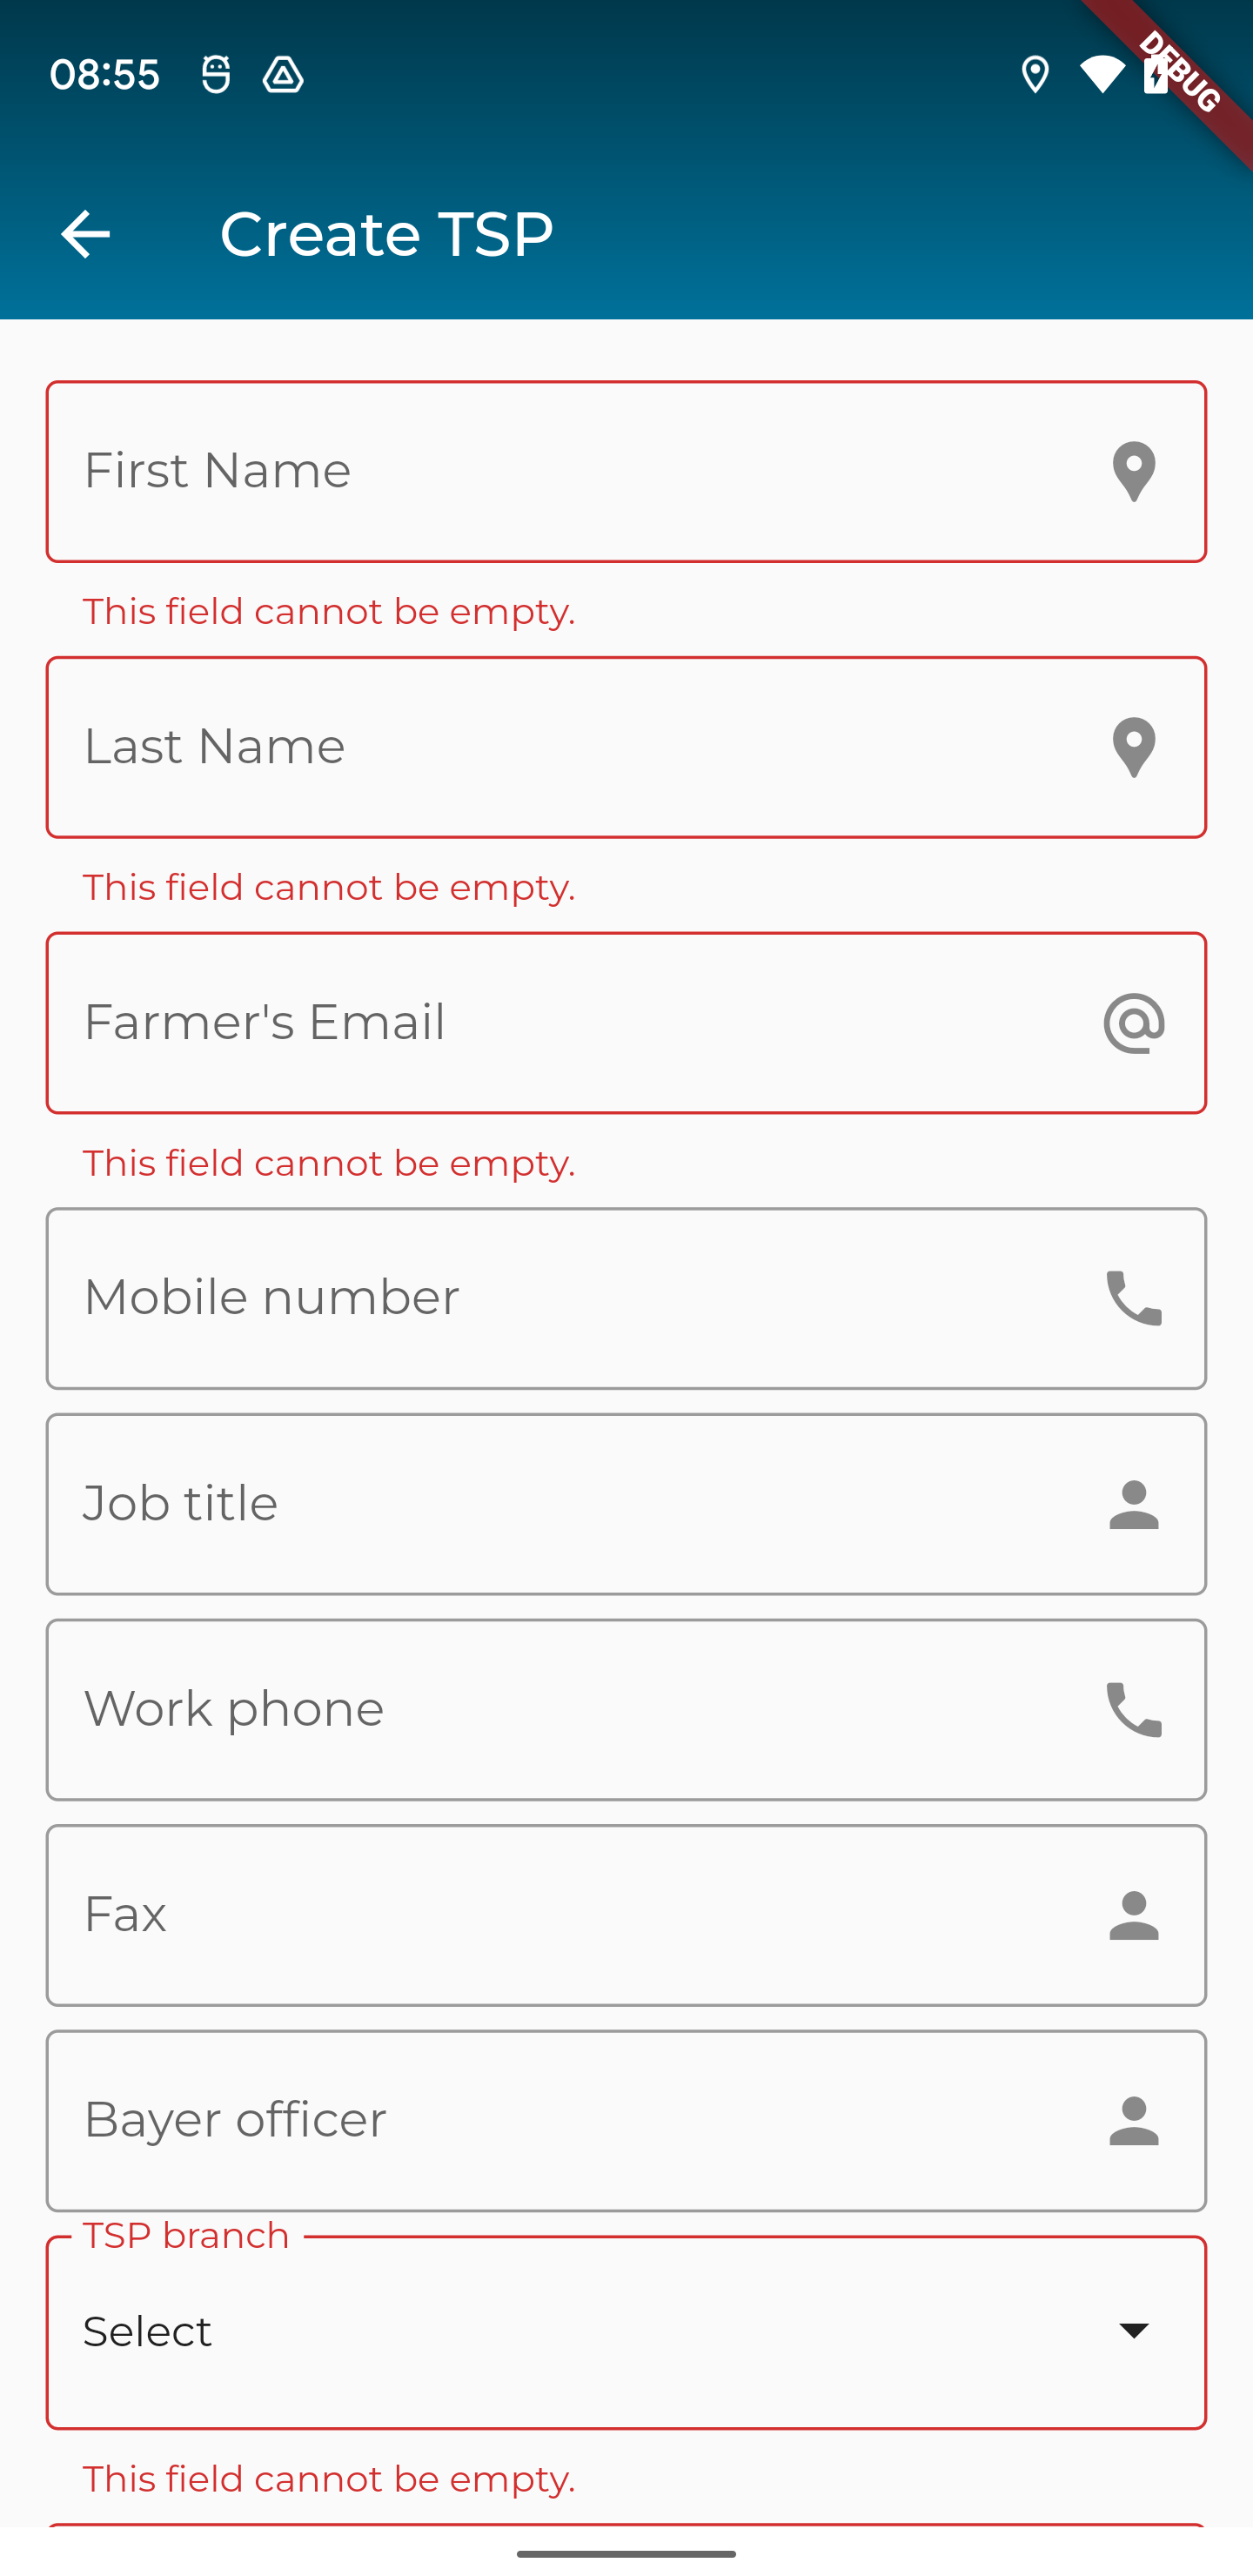 08:55
DEBUG
Create TSP
First Name
This field cannot be empty.
Last Name
This field cannot be empty.
Farmer's Email
This field cannot be empty.
Mobile number
Job title
Work phone
Fax
Bayer officer
TSP branch
Select
This field cannot be empty.